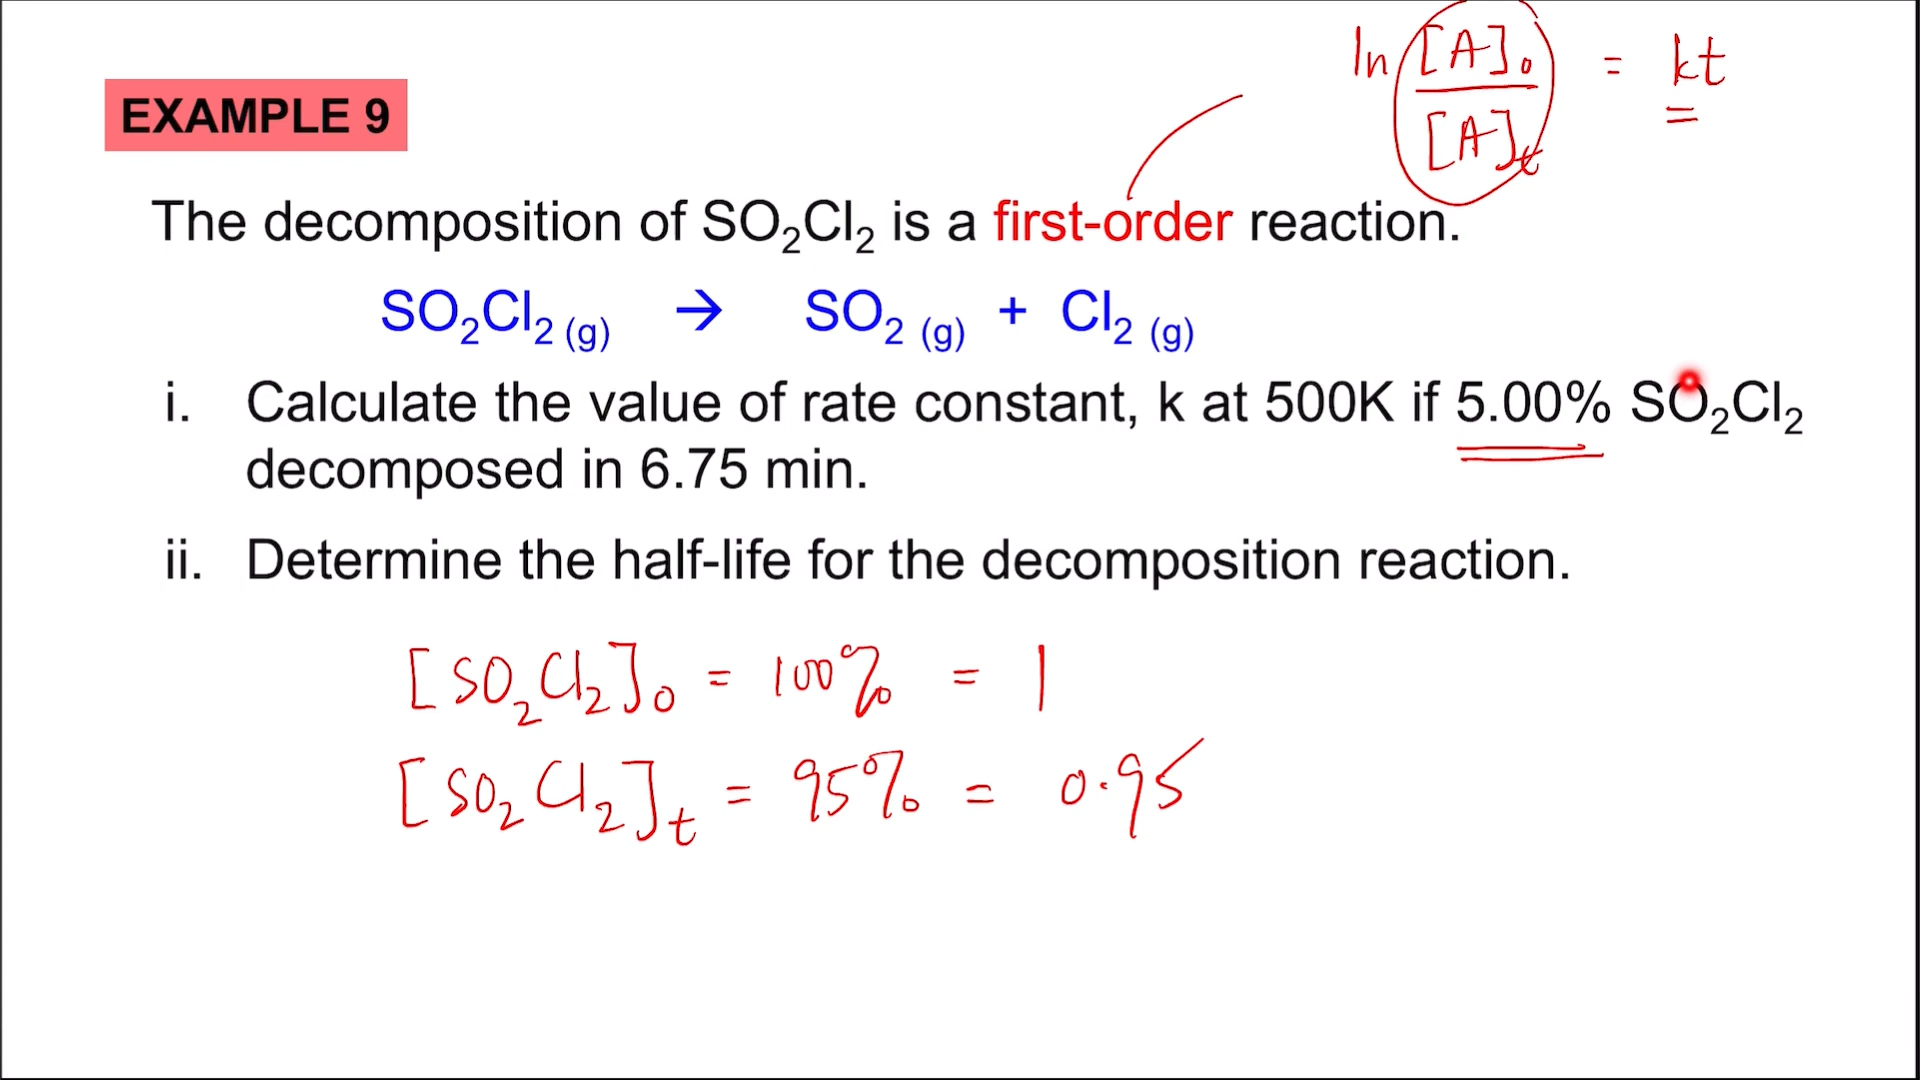 ln [A]₀ = kt
[A]t
EXAMPLE 9
The decomposition of SO₂Cl₂ is a first-order reaction.
SO₂Cl₂ (g) → SO₂ (g) + Cl₂ (g)
i. Calculate the value of rate constant, k at 500K if 5.00% SO₂Cl₂
decomposed in 6.75 min.
ii. Determine the half-life for the decomposition reaction.
[SO₂Cl₂]₀ = 100% = 1
[SO₂Cl₂]t = 95% = 0.95